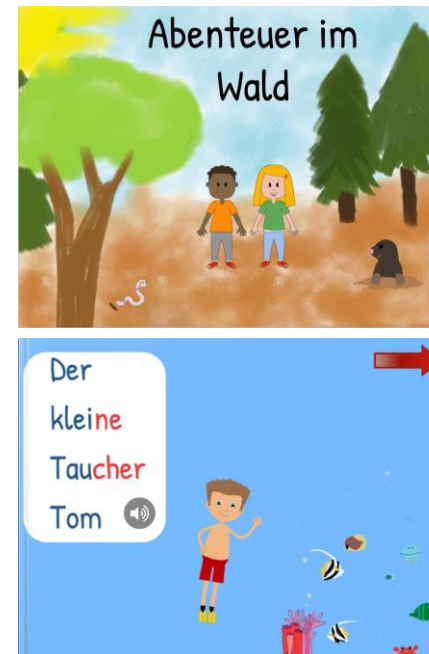 Abenteuer im
Wald
Der
kleine
Taucher
Tom